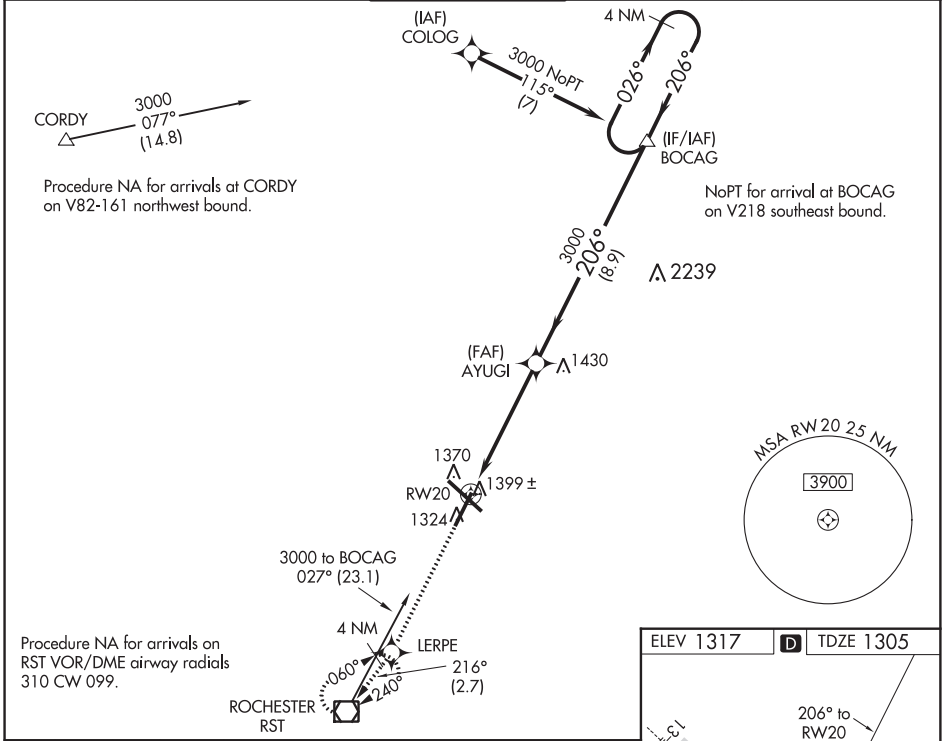 (IAF)
COLOG
4 NM
3000 NoPT
115°
(7)
026°
206°
CORDY
3000
077°
(14.8)
(IF/IAF)
BOCAG
Procedure NA for arrivals at CORDY
on V82-161 northwest bound.
NoPT for arrival at BOCAG
on V218 southeast bound.
3000
206°
(8.9)
2239
(FAF)
AYUGI
1430
MSA RW 20 25 NM
3900
1370
RW20
1399 ±
1324
3000 to BOCAG
027° (23.1)
4 NM
LERPE
Procedure NA for arrivals on
RST VOR/DME airway radials
310 CW 099.
060°
240°
216°
(2.7)
ROCHESTER
RST
ELEV 1317
D
TDZE 1305
206° to
RW20
13